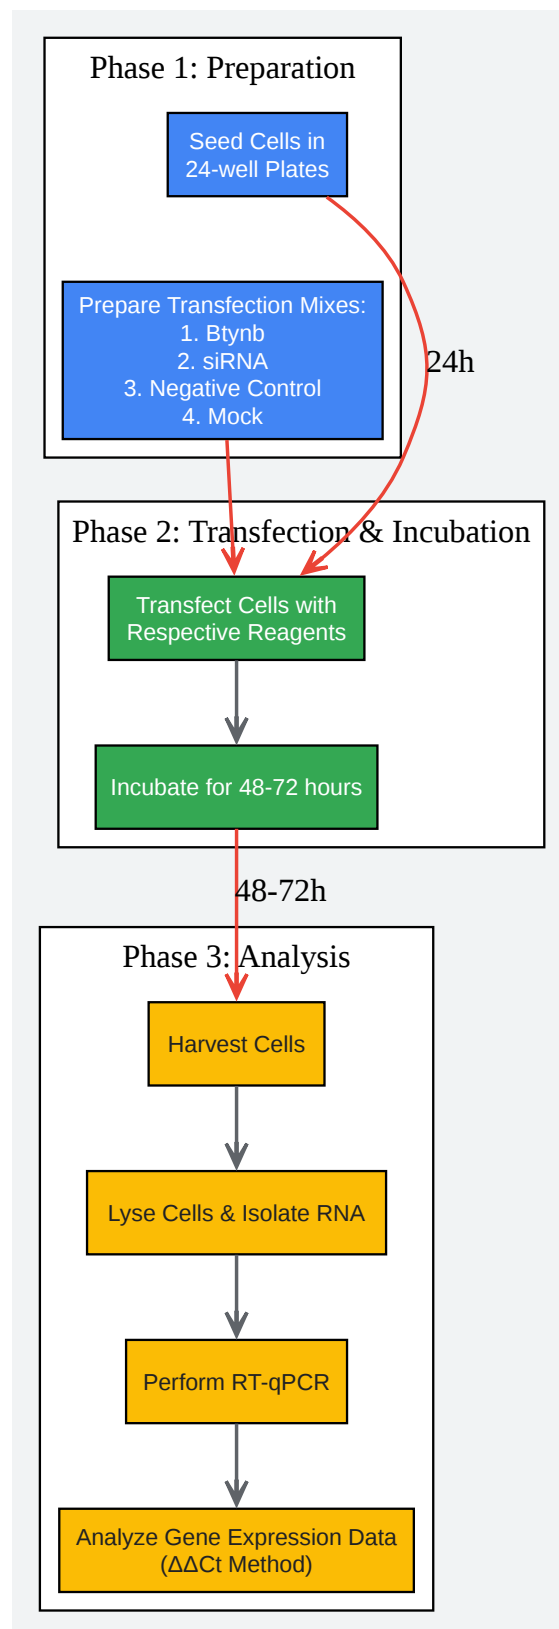 Phase 1: Preparation
Seed Cells in
24-well Plates
Prepare Transfection Mixes:
1. Btynb
2. siRNA
3. Negative Control
4. Mock
24h
Phase 2: Transfection & Incubation
Transfect Cells with
Respective Reagents
Incubate for 48-72 hours
48-72h
Phase 3: Analysis
Harvest Cells
Lyse Cells & Isolate RNA
Perform RT-qPCR
Analyze Gene Expression Data
(ΔΔCt Method)